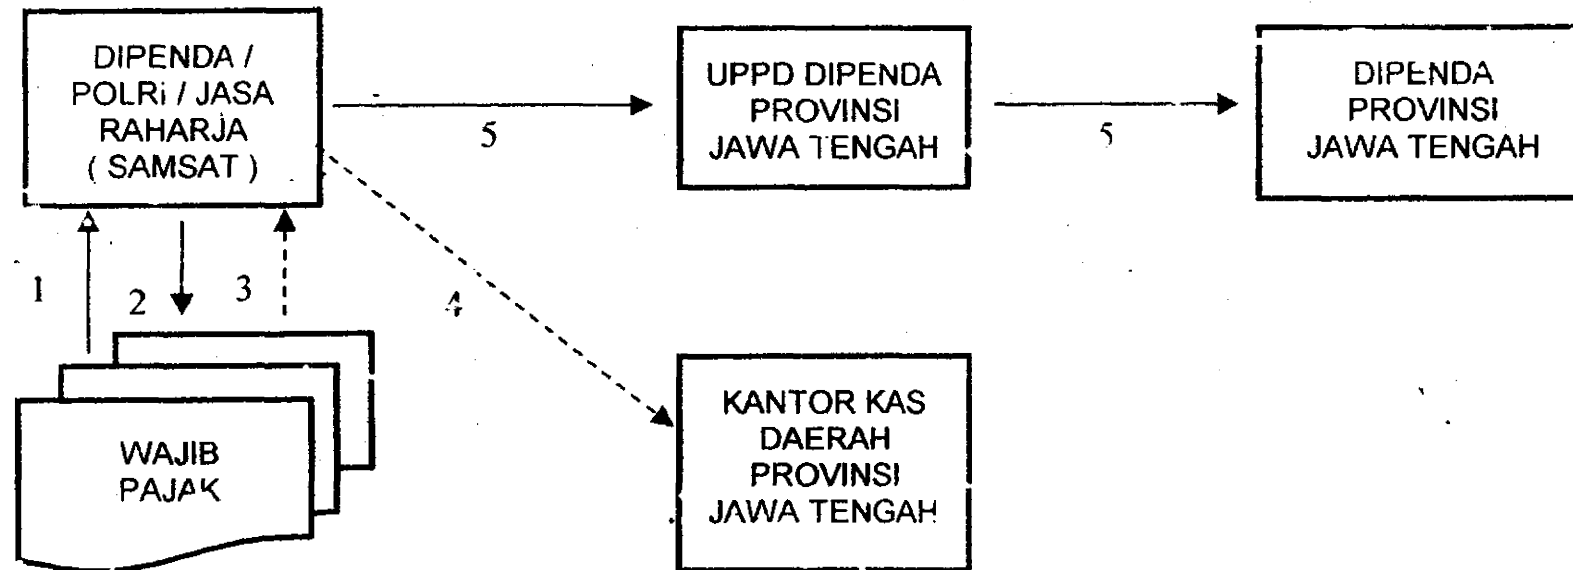 DIPENDA /
POLRi / JASA
RAHARJA
( SAMSAT )
5
UPPD DIPENDA
PROVINSI
JAWA TENGAH
5
DIPENDA
PROVINSI
JAWA TENGAH
1
2
3
4
WAJIB
PAJAK
KANTOR KAS
DAERAH
PROVINSI
JAWA TENGAH